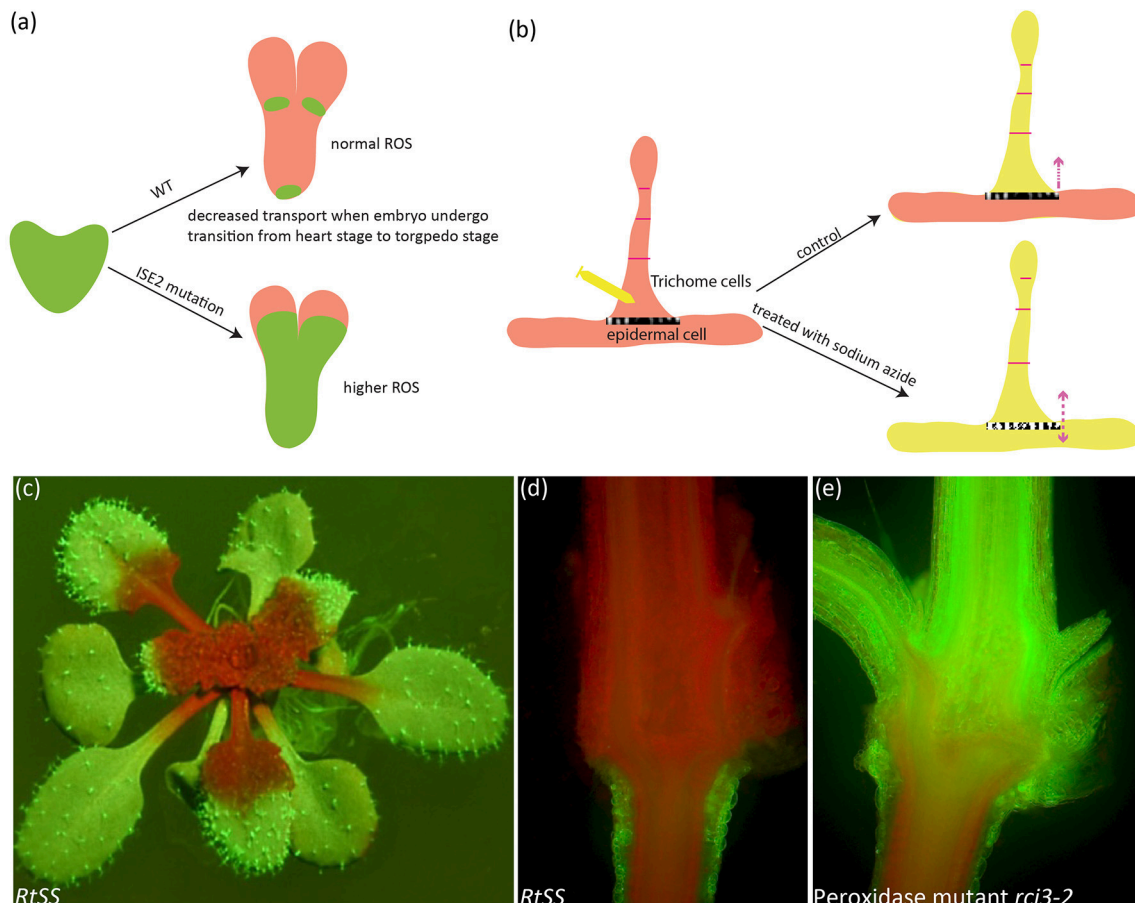 (a)
WT
normal ROS
decreased transport when embryo undergo
transition from heart stage to torgpedo stage
ISE2 mutation
higher ROS
(b)
Trichome cells
epidermal cell
control
treated with sodium azide
(c)
RtSS
(d)
RtSS
(e)
Peroxidase mutant rci3-2